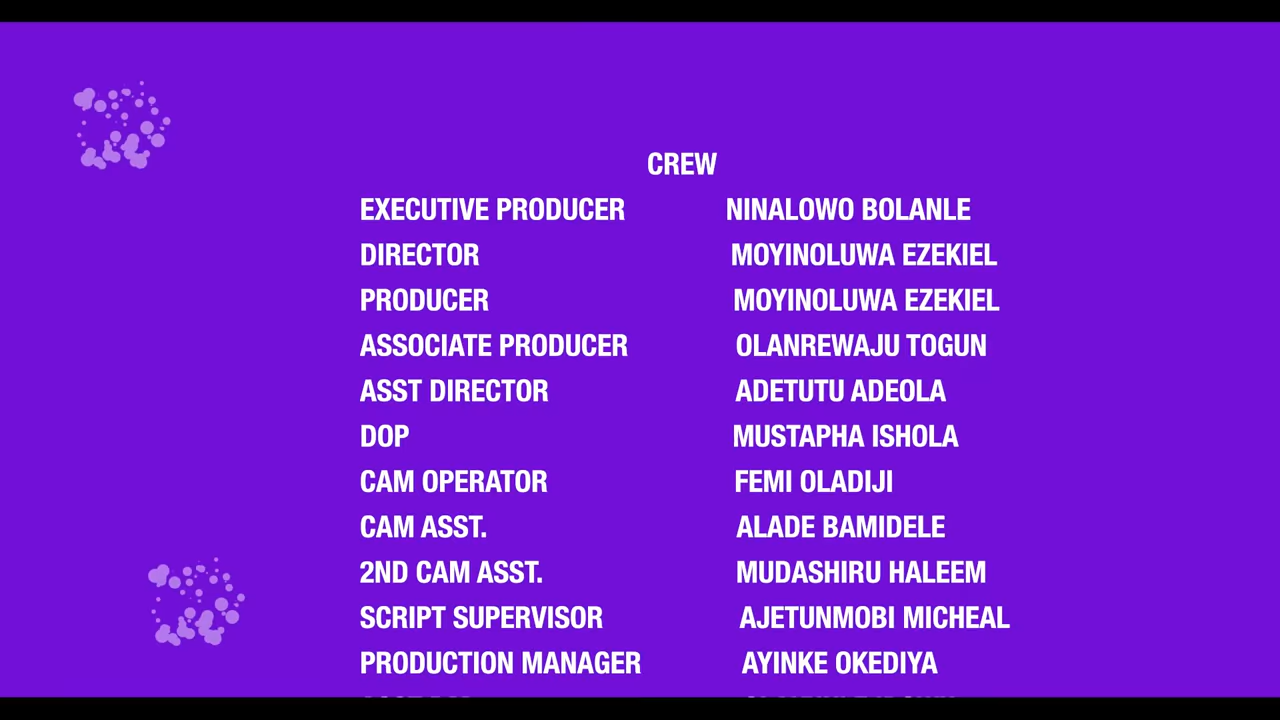 CREW
EXECUTIVE PRODUCER NINALOWO BOLANLE
DIRECTOR MOYINOLUWA EZEKIEL
PRODUCER MOYINOLUWA EZEKIEL
ASSOCIATE PRODUCER OLANREWAJU TOGUN
ASST DIRECTOR ADETUTU ADEOLA
DOP MUSTAPHA ISHOLA
CAM OPERATOR FEMI OLADIJI
CAM ASST. ALADE BAMIDELE
2ND CAM ASST. MUDASHIRU HALEEM
SCRIPT SUPERVISOR AJETUNMOBI MICHEAL
PRODUCTION MANAGER AYINKE OKEDIYA